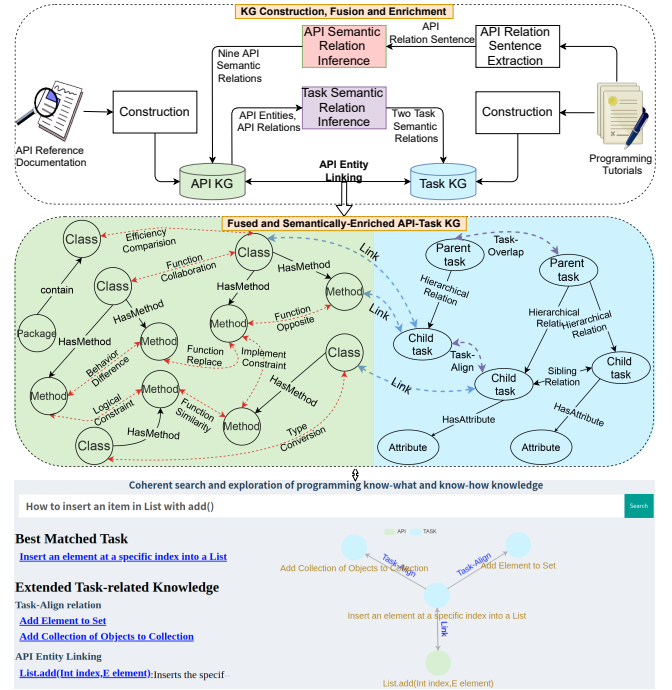 KG Construction, Fusion and Enrichment
API Semantic
Relation
Inference
API
Relation Sentence
API Relation
Sentence
Extraction
Nine API
Semantic
Relations
Construction
Task Semantic
Relation
Inference
Construction
API Entities,
API Relations
Two Task
Semantic
Relations
API Reference
Documentation
Programming
Tutorials
API Entity
Linking
API KG
Task KG
Fused and Semantically-Enriched API-Task KG
Class
Efficiency
Comparision
Class
Link
Parent
task
Task-
Overlap
Parent
task
Function
Collaboration
HasMethod
contain
Class
HasMethod
Method
Link
Hierarchical
Relation
HasMethod
Package
HasMethod
Method
Function
Opposite
Hierarchical
Relation
Hierarchical
Relation
Method
Function
Replace
Implement
Constraint
Class
Child
task
Task-
Align
Behavior
Difference
Child
task
Sibling
Relation
Child
task
Method
Method
HasMethod
Link
Logical
Constraint
Function
Similarity
Method
HasAttribute
HasAttribute
Class
HasMethod
Type
Conversion
Attribute
Attribute
Coherent search and exploration of programming know-what and know-how knowledge
How to insert an item in List with add()
Search
Best Matched Task
Insert an element at a specific index into a List
Extended Task-related Knowledge
Task-Align relation
Add Element to Set
Add Collection of Objects to Collection
API Entity Linking
List.add(Int index,E element):Inserts the specif
API
TASK
Add Collection of Objects to Collection
Task-Align
Task-Align
Add Element to Set
Insert an element at a specific index into a List
Link
List.add(Int index,E element)